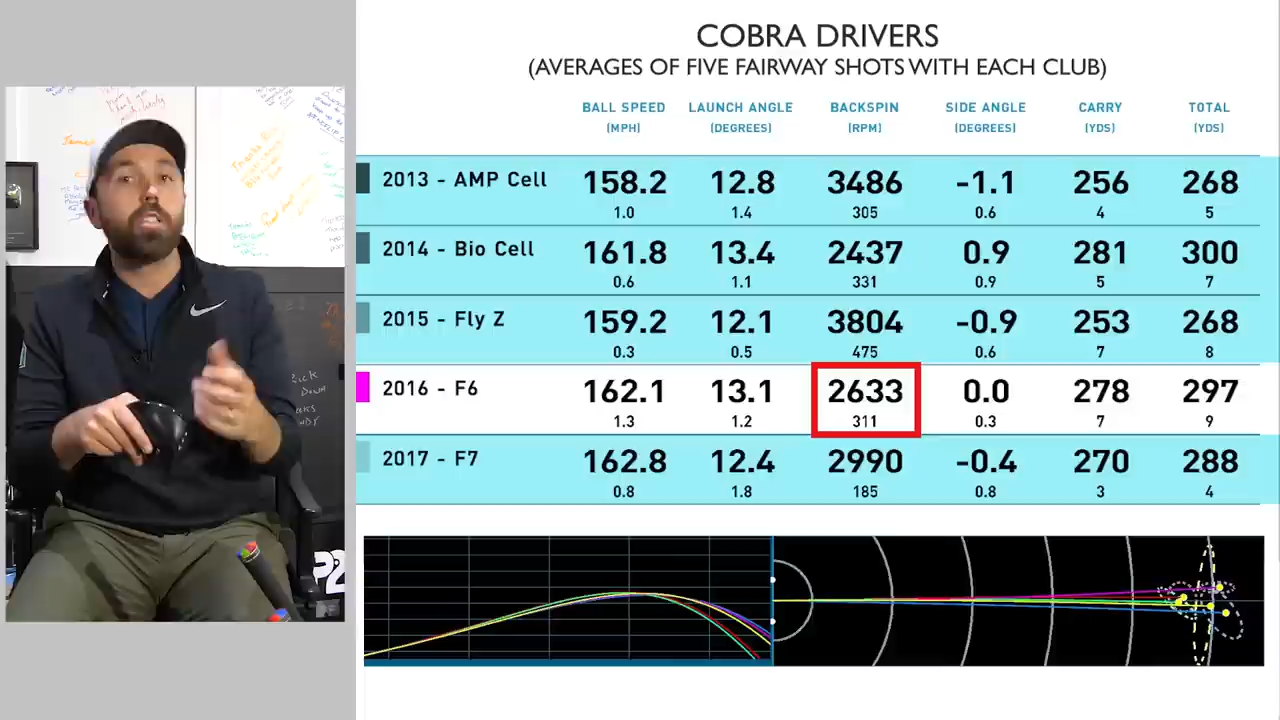 COBRA DRIVERS
(AVERAGES OF FIVE FAIRWAY SHOTS WITH EACH CLUB)
BALL SPEED LAUNCH ANGLE BACKSPIN SIDE ANGLE CARRY TOTAL
(MPH) (DEGREES) (RPM) (DEGREES) (YDS) (YDS)
2013 - AMP Cell 158.2 12.8 3486 -1.1 256 268
1.0 1.4 305 0.6 4 5
2014 - Bio Cell 161.8 13.4 2437 0.9 281 300
0.6 1.1 331 0.9 5 7
2015 - Fly Z 159.2 12.1 3804 -0.9 253 268
0.3 0.5 475 0.6 7 8
2016 - F6 162.1 13.1 2633 0.0 278 297
1.3 1.2 311 0.3 7 9
2017 - F7 162.8 12.4 2990 -0.4 270 288
0.8 1.8 185 0.8 3 4